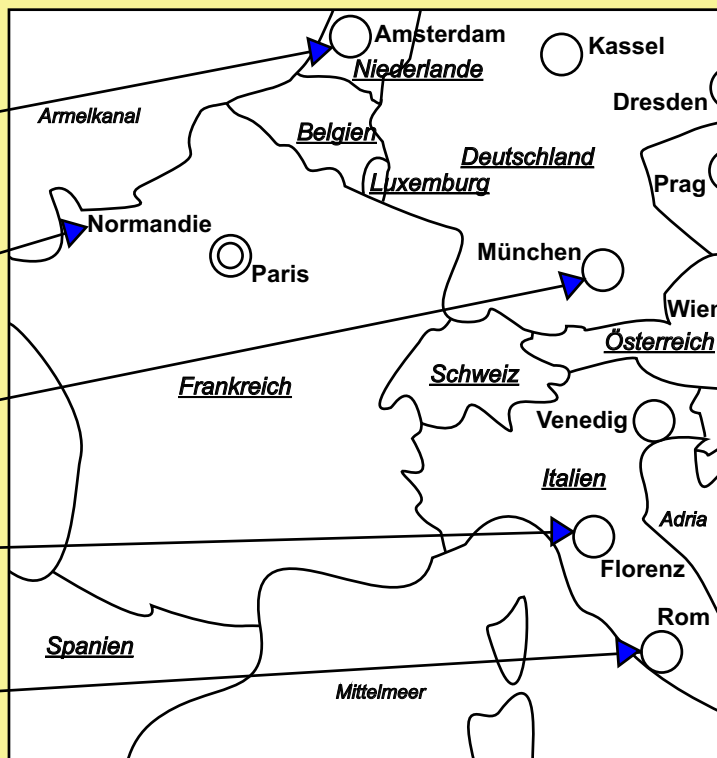 Amsterdam
Kassel
Niederlande
Dresden
Armelkanal
Belgien
Deutschland
Luxemburg
Prag
Normandie
München
Paris
Wien
Österreich
Schweiz
Frankreich
Venedig
Italien
Adria
Florenz
Rom
Spanien
Mittelmeer